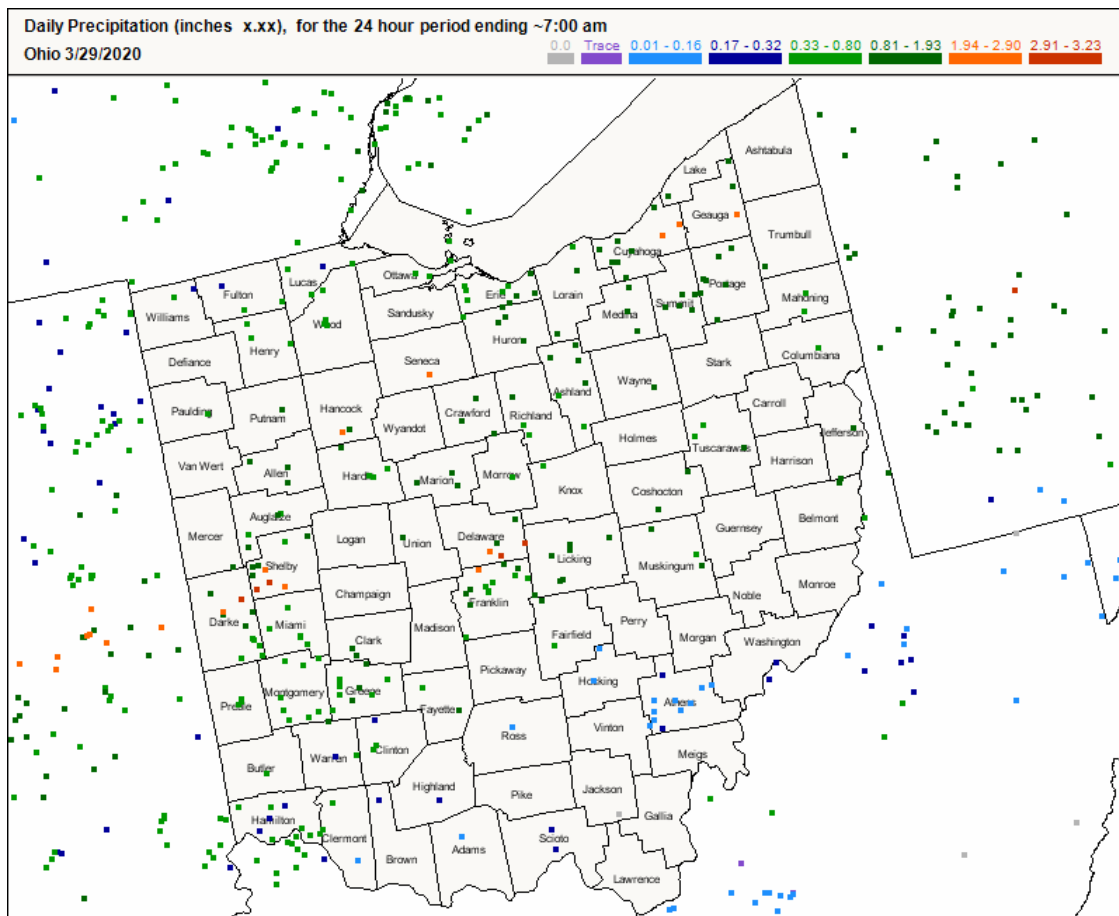 Daily Precipitation (inches x.xx), for the 24 hour period ending ~7:00 am
Ohio 3/29/2020
0.0 Trace 0.01 - 0.16 0.17 - 0.32 0.33 - 0.80 0.81 - 1.93 1.94 - 2.90 2.91 - 3.23
Ashtabula
Lake
Geauga
Trumbull
Cuyahoga
Lucas
Ottawa
Fulton
Erie
Lorain
Portage
Mahoning
Williams
Wood
Sandusky
Medina
Summit
Henry
Huron
Columbiana
Defiance
Seneca
Stark
Wayne
Ashland
Paulding
Putnam
Hancock
Crawford
Richland
Carroll
Wyandot
Holmes
Jefferson
Tuscarawas
Van Wert
Allen
Hardin
Marion
Morrow
Harrison
Knox
Coshocton
Auglaize
Mercer
Logan
Union
Delaware
Guernsey
Belmont
Shelby
Licking
Muskingum
Champaign
Monroe
Franklin
Noble
Darke
Miami
Clark
Madison
Perry
Fairfield
Morgan
Washington
Pickaway
Montgomery
Greene
Hocking
Preble
Fayette
Athens
Ross
Vinton
Clinton
Warren
Meigs
Butler
Highland
Pike
Jackson
Gallia
Hamilton
Clermont
Scioto
Adams
Brown
Lawrence